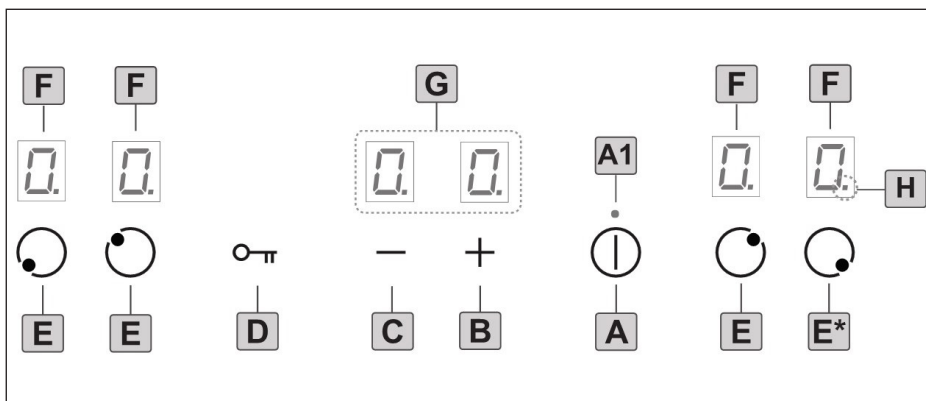 F F G F F
A1
0. 0. 0. 0. 0. 0.
H
− +
E E D C B A E E*